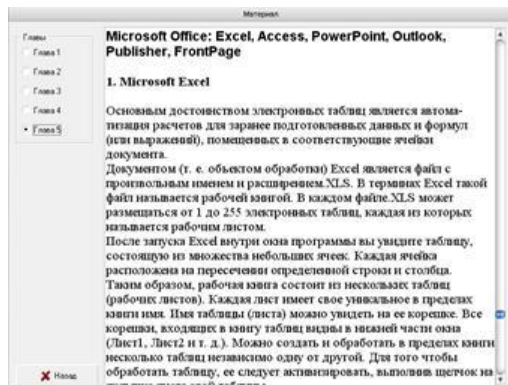 Материал
Главы
Глава 1
Глава 2
Глава 3
Глава 4
Глава 5
Microsoft Office: Excel, Access, PowerPoint, Outlook,
Publisher, FrontPage
1. Microsoft Excel
Основным достоинством электронных таблиц является автома-
тизация расчетов для заранее подготовленных данных и формул
(или выражений), помещенных в соответствующие ячейки
документа.
Документом (т. е. объектом обработки) Excel является файл с
произвольным именем и расширением.XLS. В терминах Excel такой
файл называется рабочей книгой. В каждом файле.XLS может
размещаться от 1 до 255 электронных таблиц, каждая из которых
называется рабочим листом.
После запуска Excel внутри окна программы вы увидите таблицу,
состоящую из множества небольших ячеек. Каждая ячейка
расположена на пересечении определенной строки и столбца.
Таким образом, рабочая книга состоит из нескольких таблиц
(рабочих листов). Каждая лист имеет свое уникальное в пределах
книги имя. Имя таблицы (листа) можно увидеть на ее корешке. Все
корешки, входящих в книгу таблиц видны в нижней части окна
(Лист1, Лист2 и т. д.). Можно создать и обработать в пределах книги
несколько таблиц независимо одну от другой. Для того чтобы
обработать таблицу, ее следует активизировать, выполнив щелчок на
Назад